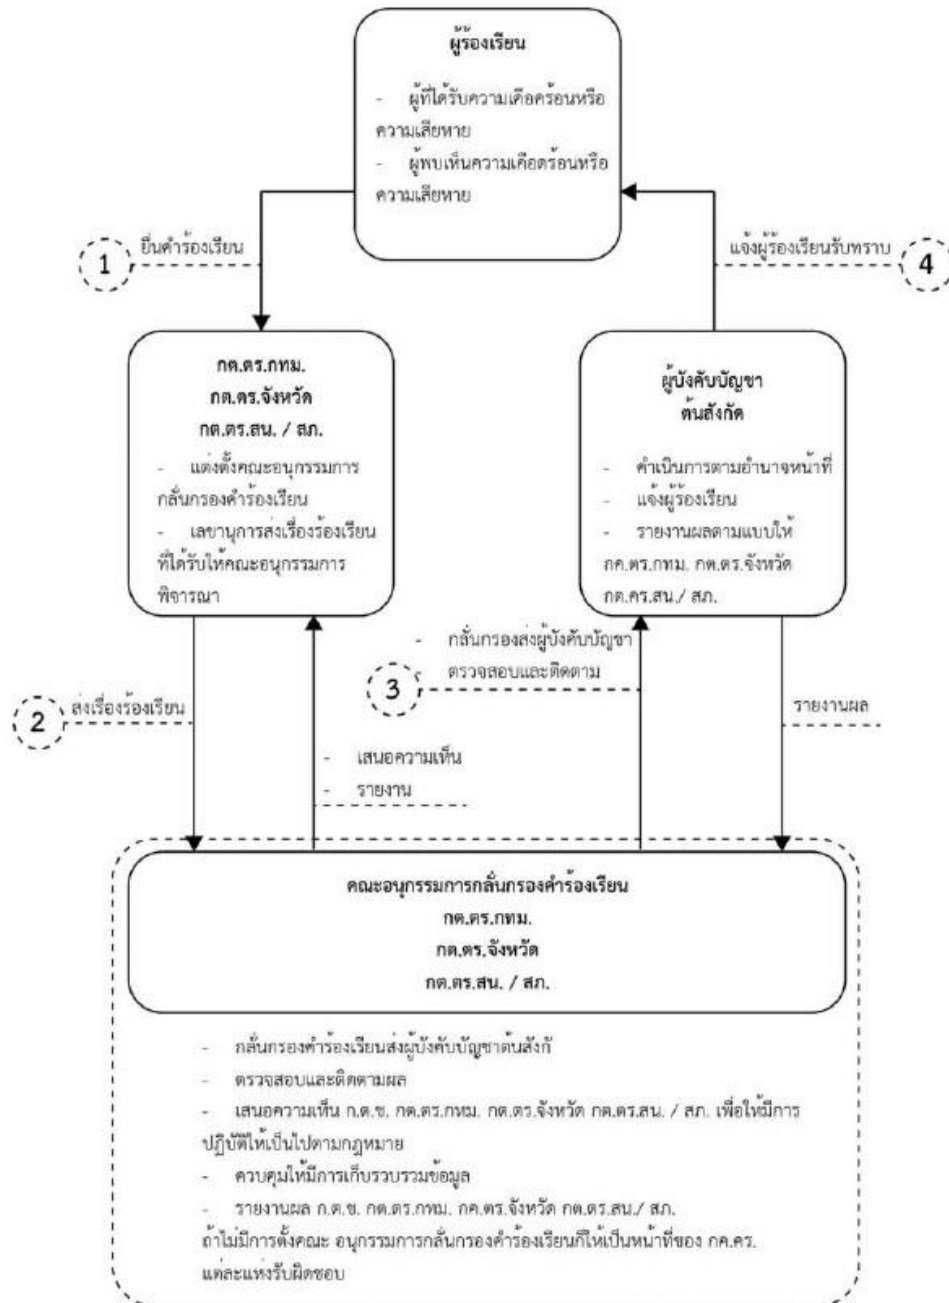 ผู้ร้องเรียน
- ผู้ที่ได้รับความเดือดร้อนหรือ
ความเสียหาย
- ผู้พบเห็นความเดือดร้อนหรือ
ความเสียหาย
1 ยื่นคำร้องเรียน
แจ้งผู้ร้องเรียนรับทราบ 4
กต.ตร.กทม.
กต.ตร.จังหวัด
กต.ตร.สน. / สภ.
- แต่งตั้งคณะอนุกรรมการ
กลั่นกรองคำร้องเรียน
- เลขานุการส่งเรื่องร้องเรียน
ที่ได้รับให้คณะอนุกรรมการ
พิจารณา
ผู้บังคับบัญชา
ต้นสังกัด
- ดำเนินการตามอำนาจหน้าที่
- แจ้งผู้ร้องเรียน
- รายงานผลตามแบบให้
กต.ตร.กทม. กต.ตร.จังหวัด
กต.ตร.สน./ สภ.
2 ส่งเรื่องร้องเรียน
- เสนอความเห็น
- รายงาน
3
- กลั่นกรองส่งผู้บังคับบัญชา
- ตรวจสอบและติดตาม
รายงานผล
คณะอนุกรรมการกลั่นกรองคำร้องเรียน
กต.ตร.กทม.
กต.ตร.จังหวัด
กต.ตร.สน. / สภ.
- กลั่นกรองคำร้องเรียนส่งผู้บังคับบัญชาต้นสังกั
- ตรวจสอบและติดตามผล
- เสนอความเห็น ก.ต.ช. กต.ตร.กทม. กต.ตร.จังหวัด กต.ตร.สน. / สภ. เพื่อให้มีการ
ปฏิบัติให้เป็นไปตามกฎหมาย
- ควบคุมให้มีการเก็บรวบรวมข้อมูล
- รายงานผล ก.ต.ช. กต.ตร.กทม. กต.ตร.จังหวัด กต.ตร.สน./ สภ.
ถ้าไม่มีการตั้งคณะ อนุกรรมการกลั่นกรองคำร้องเรียนก็ให้เป็นหน้าที่ของ กต.ตร.
แต่ละแห่งรับผิดชอบ